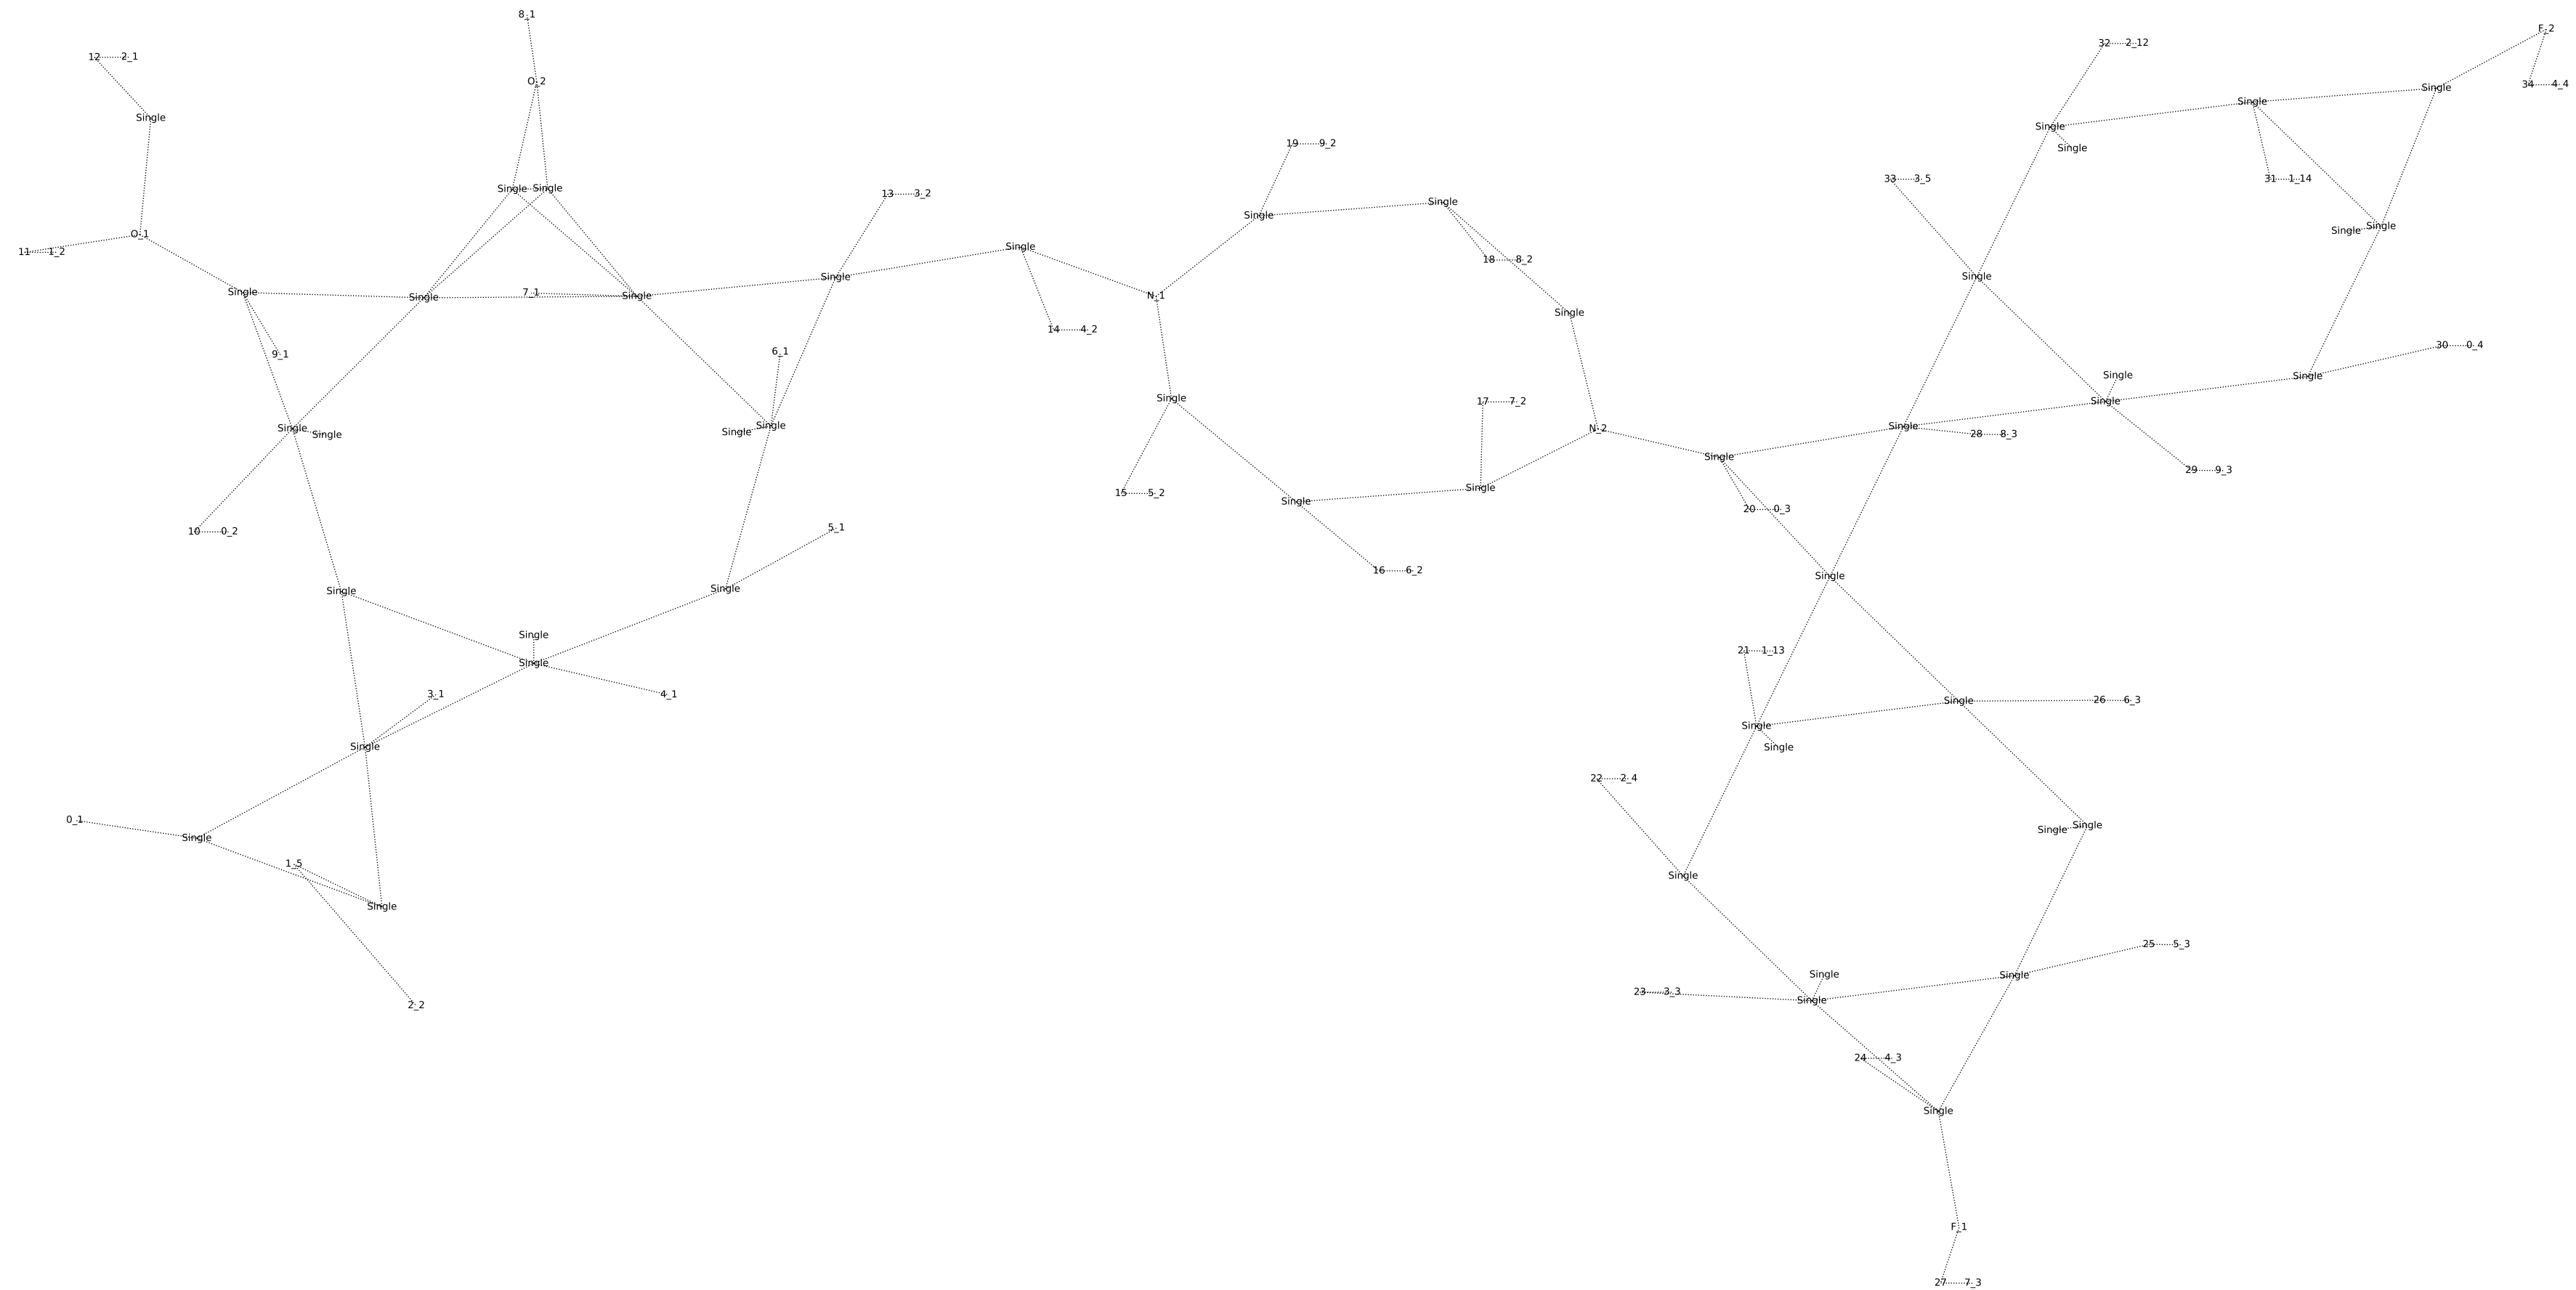 8_1
F_2
32 2_12
12 2_1
O_2
34 4_4
Single
Single
Single
Single
19 9_2
Single
33 3_5
31 1_14
Single Single
13 3_2
Single
Single
Single
Single
O_1
Single
11 1_2
18 8_2
Single
Single
Single
Single
7_1
Single
N_1
Single
14 4_2
30 0_4
6_1
9_1
Single
Single
Single
17 7_2
Single
Single
Single
Single
Single
Single
N_2
Single
28 8_3
Single
29 9_3
Single
15 5_2
Single
20 0_3
5_1
10 0_2
16 6_2
Single
Single
Single
Single
21 1_13
Single
3_1
4_1
26 6_3
Single
Single
Single
Single
22 2_4
0_1
Single
Single
Single
1_5
Single
Single
25 5_3
Single
Single
23 3_3
Single
2_2
24 4_3
Single
F_1
27 7_3